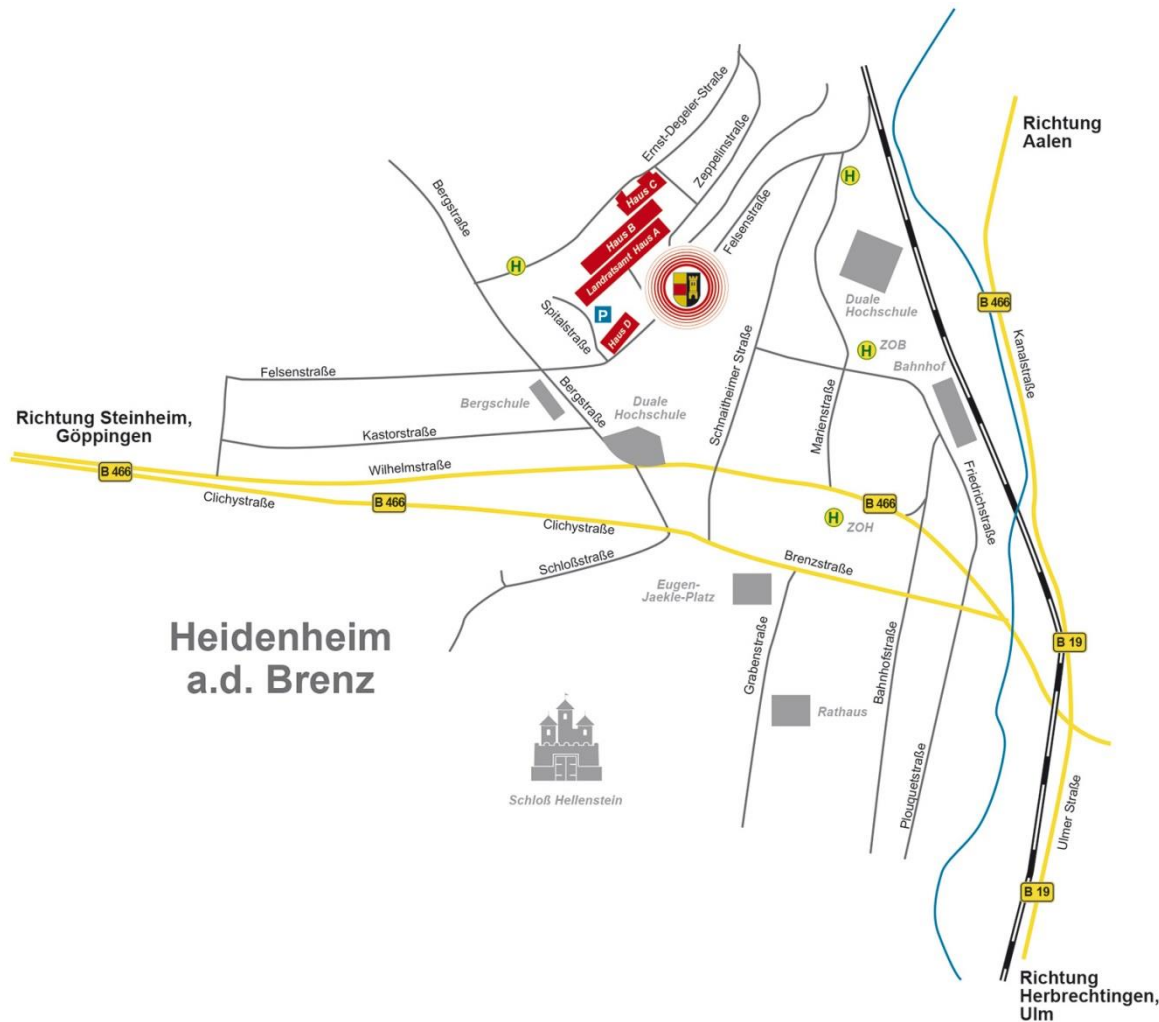 Richtung
Aalen
Ernst-Degeler-Straße
Zeppelinstraße
Bergstraße
Haus C
Haus B
Landratsamt Haus A
Felsenstraße
H
H
B 466
Duale
Hochschule
P
Spitalstraße
Haus D
Kanalstraße
H
ZOB
Bahnhof
Felsenstraße
Bergstraße
Schnaitheimer Straße
Marienstraße
Bergschule
Duale
Hochschule
Richtung Steinheim,
Göppingen
Kastorstraße
B 466
Wilhelmstraße
Clichystraße
B 466
B 466
Friedrichstraße
H
ZOH
Clichystraße
Schloßstraße
Brenzstraße
Eugen-
Jaekle-Platz
Heidenheim
a.d. Brenz
B 19
Grabenstraße
Bahnhofstraße
Rathaus
Schloß Hellenstein
Plouquetstraße
Ulmer Straße
B 19
Richtung
Herbrechtingen,
Ulm